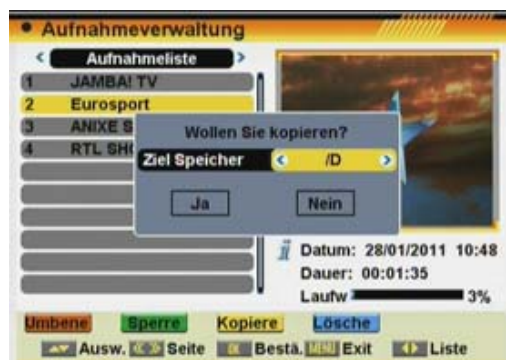 Aufnahmeverwaltung
Aufnahmeliste
1 JAMBA! TV
2 Eurosport
3 ANIXE S
4 RTL SH
Wollen Sie kopieren?
Ziel Speicher /D
Ja Nein
Datum: 28/01/2011 10:48
Dauer: 00:01:35
Laufw 3%
Umbene Sperre Kopiere Lösche
Ausw. Seite OK Bestä. MENU Exit Liste